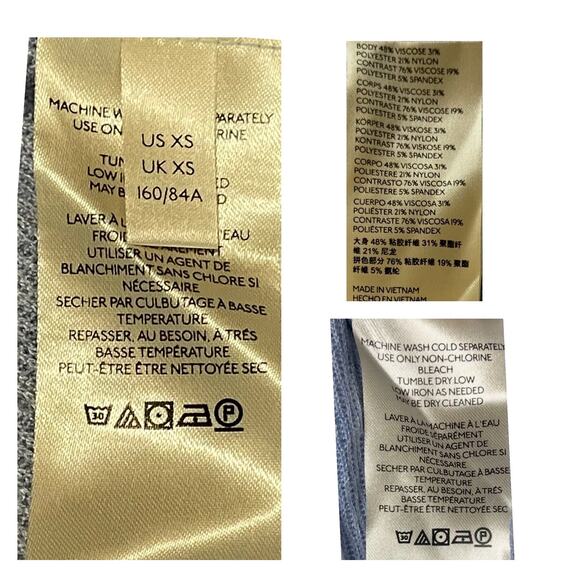 MACHINE W PARATELY
USE ON RINE
TUM
LOW I ED
MAY B D
US XS
UK XS
160/84A
LAVER À L 'EAU
FROI AREMENT
UTILISER UN AGENT DE
BLANCHIMENT SANS CHLORE SI
NÉCESSAIRE
SECHER PAR CULBUTAGE À BASSE
TEMPERATURE
REPASSER, AU BESOIN, À TRÉS
BASSE TEMPÉRATURE
PEUT-ÊTRE ÊTRE NETTOYÉE SEC
30 P
BODY 48% VISCOSE 31%
POLYESTER 21% NYLON
CONTRAST 76% VISCOSE 19%
POLYESTER 5% SPANDEX
CORPS 48% VISCOSE 31%
POLYESTER 21% NYLON
CONTRASTE 76% VISCOSE 19%
POLYESTER 5% SPANDEX
KÖRPER 48% VISKOSE 31%
POLYESTER 21% NYLON
KONTRAST 76% VISKOSE 19%
POLYESTER 5% SPANDEX
CORPO 48% VISCOSA 31%
POLIESTERE 21% NYLON
CONTRASTO 76% VISCOSA 19%
POLIESTERE 5% SPANDEX
CUERPO 48% VISCOSA 31%
POLIÉSTER 21% NYLON
CONTRASTE 76% VISCOSA 19%
POLIÉSTER 5% SPANDEX
大身 48% 粘胶纤维 31% 聚酯纤
维 21% 尼龙
拼色部分 76% 粘胶纤维 19% 聚酯
纤维 5% 氨纶
MADE IN VIETNAM
HECHO EN VIETNAM
MACHINE WASH COLD SEPARATELY
USE ONLY NON-CHLORINE
BLEACH
TUMBLE DRY LOW
LOW IRON AS NEEDED
MAY BE DRY CLEANED
LAVER À LA MACHINE À L'EAU
FROIDE SÉPARÉMENT
UTILISER UN AGENT DE
BLANCHIMENT SANS CHLORE SI
NÉCESSAIRE
SECHER PAR CULBUTAGE À BASSE
TEMPERATURE
REPASSER, AU BESOIN, À TRÉS
BASSE TEMPÉRATURE
PEUT-ÊTRE ÊTRE NETTOYÉE SEC
30 P